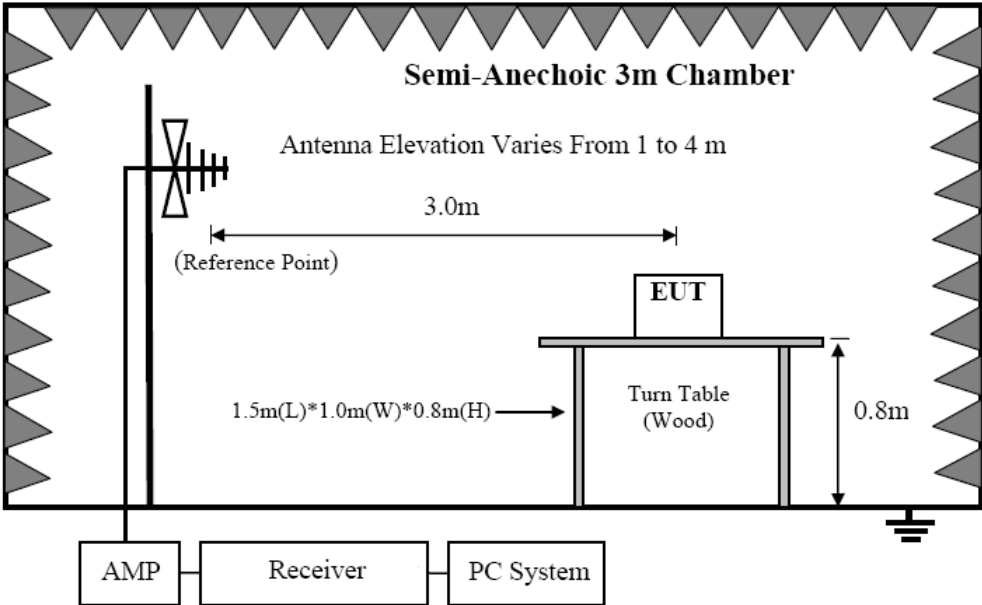 Semi-Anechoic 3m Chamber
Antenna Elevation Varies From 1 to 4 m
3.0m
(Reference Point)
EUT
1.5m(L)*1.0m(W)*0.8m(H)
Turn Table
(Wood)
0.8m
AMP
Receiver
PC System